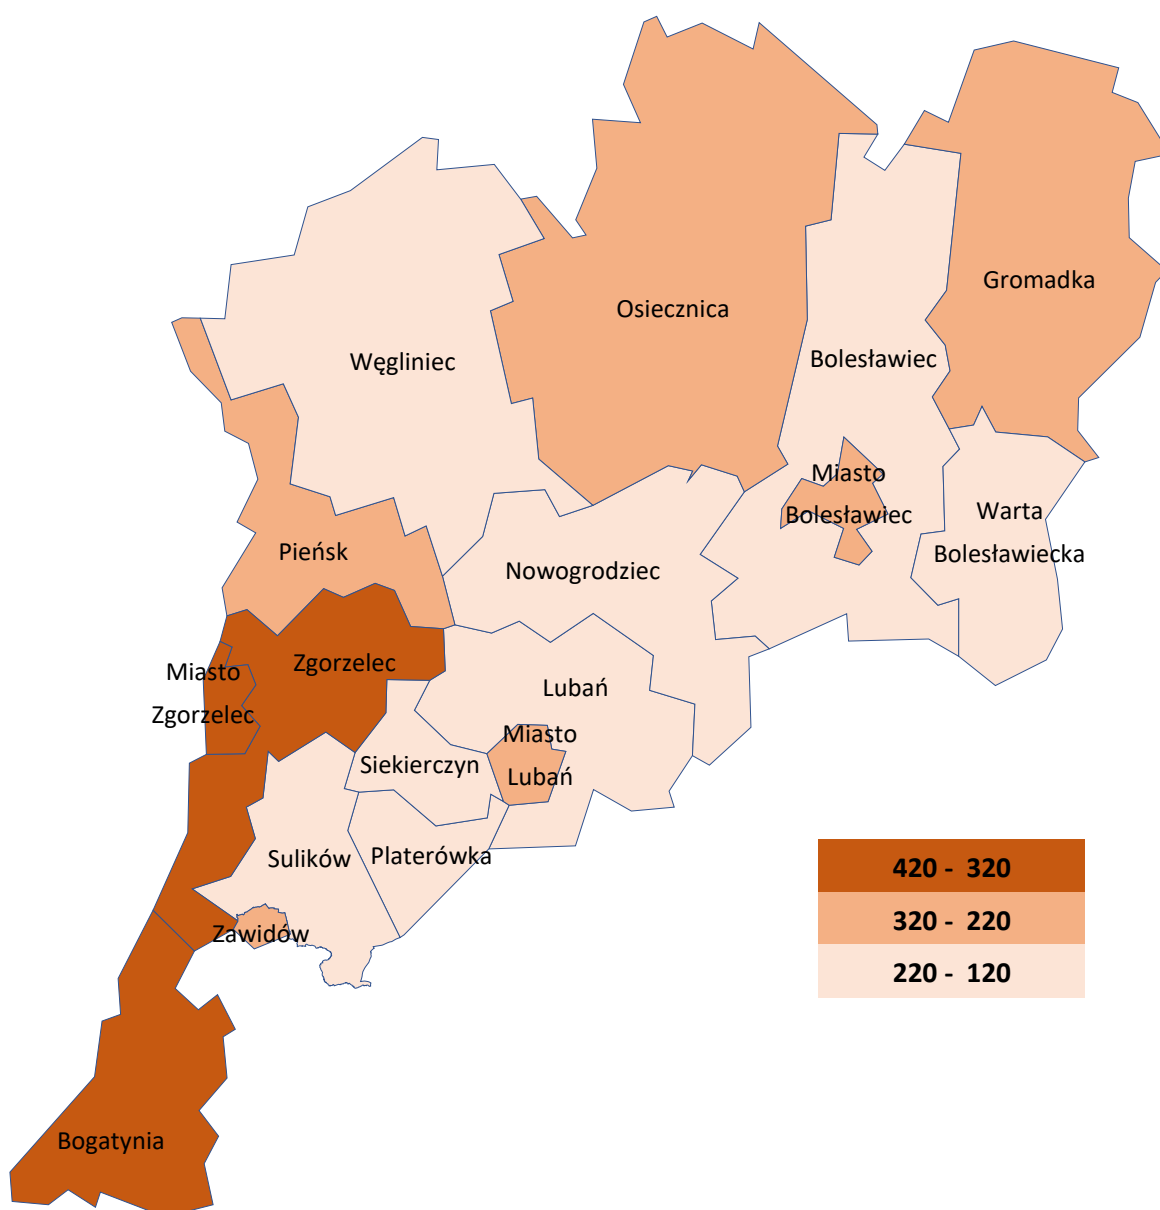 Gromadka
Osiecznica
Bolesławiec
Węgliniec
Miasto
Bolesławiec
Warta
Bolesławiecka
Pieńsk
Nowogrodziec
Zgorzelec
Miasto
Zgorzelec
Lubań
Miasto
Lubań
Siekierczyn
Sulików
Platerówka
Zawidów
Bogatynia
420 - 320
320 - 220
220 - 120